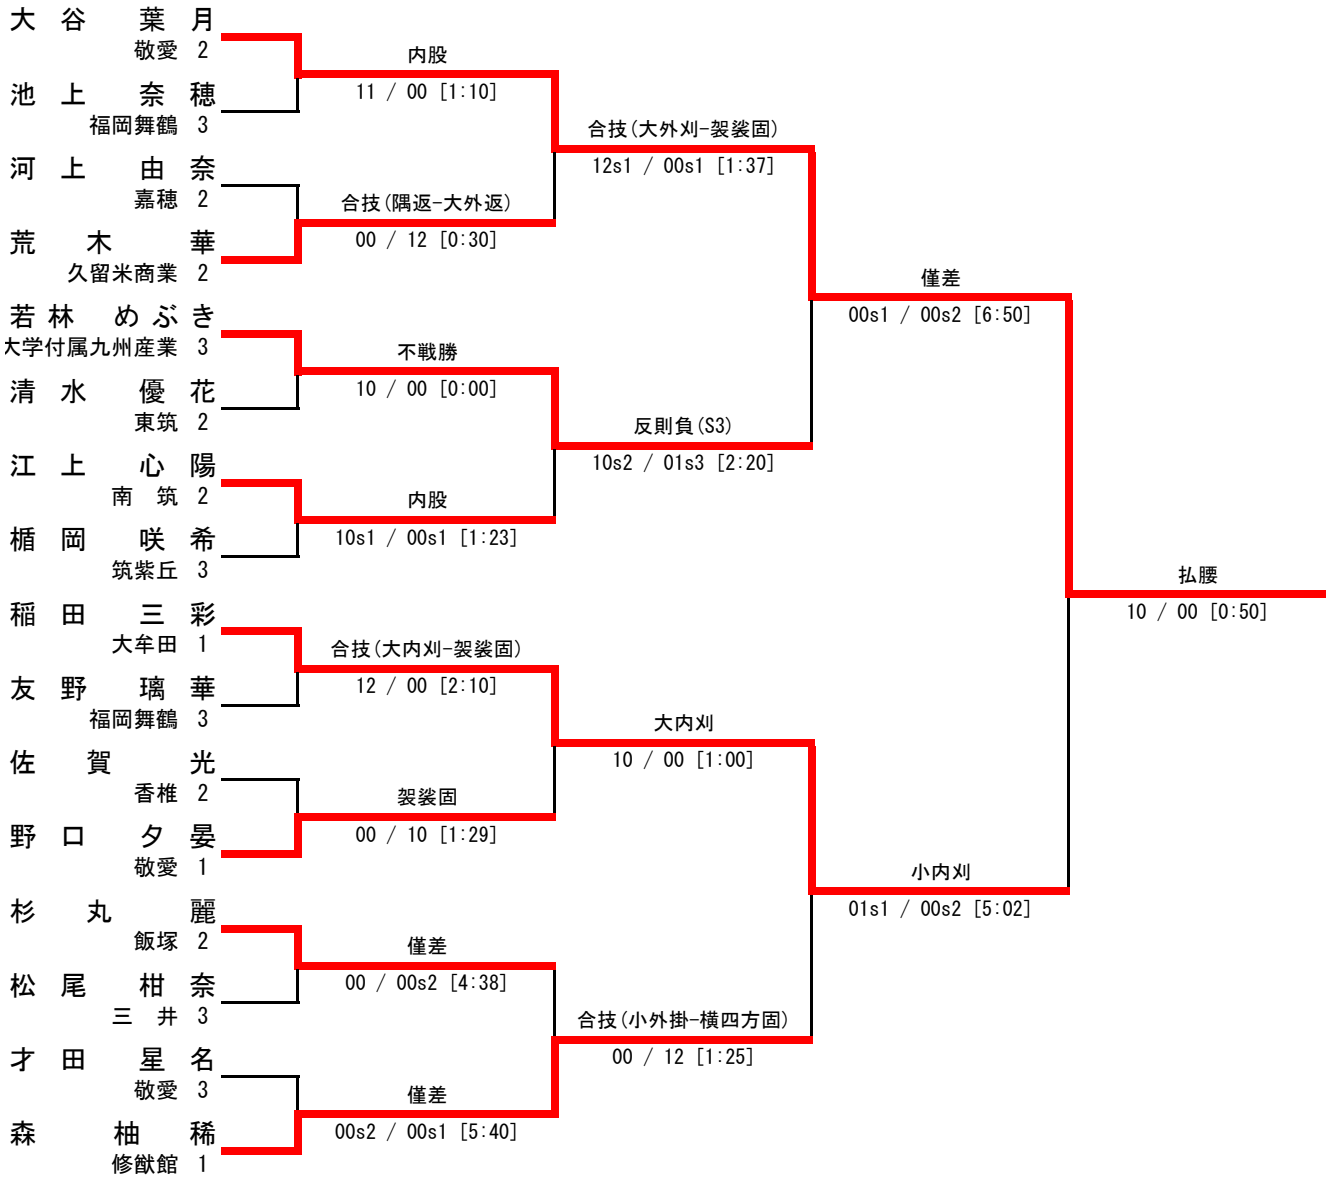 大谷　葉月
敬愛 2
池上　奈穂
福岡舞鶴 3
河上　由奈
嘉穂 2
荒木　華
久留米商業 2
若林　めぶき
大学付属九州産業 3
清水　優花
東筑 2
江上　心陽
南　筑 2
楯岡　咲希
筑紫丘 3
稲田　三彩
大牟田 1
友野　璃華
福岡舞鶴 3
佐賀　光
香椎 2
野口　夕晏
敬愛 1
杉丸　麗
飯塚 2
松尾　柑奈
三　井 3
才田　星名
敬愛 3
森　柚稀
修猷館 1
内股
11 / 00 [1:10]
合技(隅返-大外返)
00 / 12 [0:30]
不戦勝
10 / 00 [0:00]
内股
10s1 / 00s1 [1:23]
合技(大内刈-袈裟固)
12 / 00 [2:10]
袈裟固
00 / 10 [1:29]
僅差
00 / 00s2 [4:38]
僅差
00s2 / 00s1 [5:40]
合技(大外刈-袈裟固)
12s1 / 00s1 [1:37]
反則負(S3)
10s2 / 01s3 [2:20]
大内刈
10 / 00 [1:00]
合技(小外掛-横四方固)
00 / 12 [1:25]
僅差
00s1 / 00s2 [6:50]
小内刈
01s1 / 00s2 [5:02]
払腰
10 / 00 [0:50]